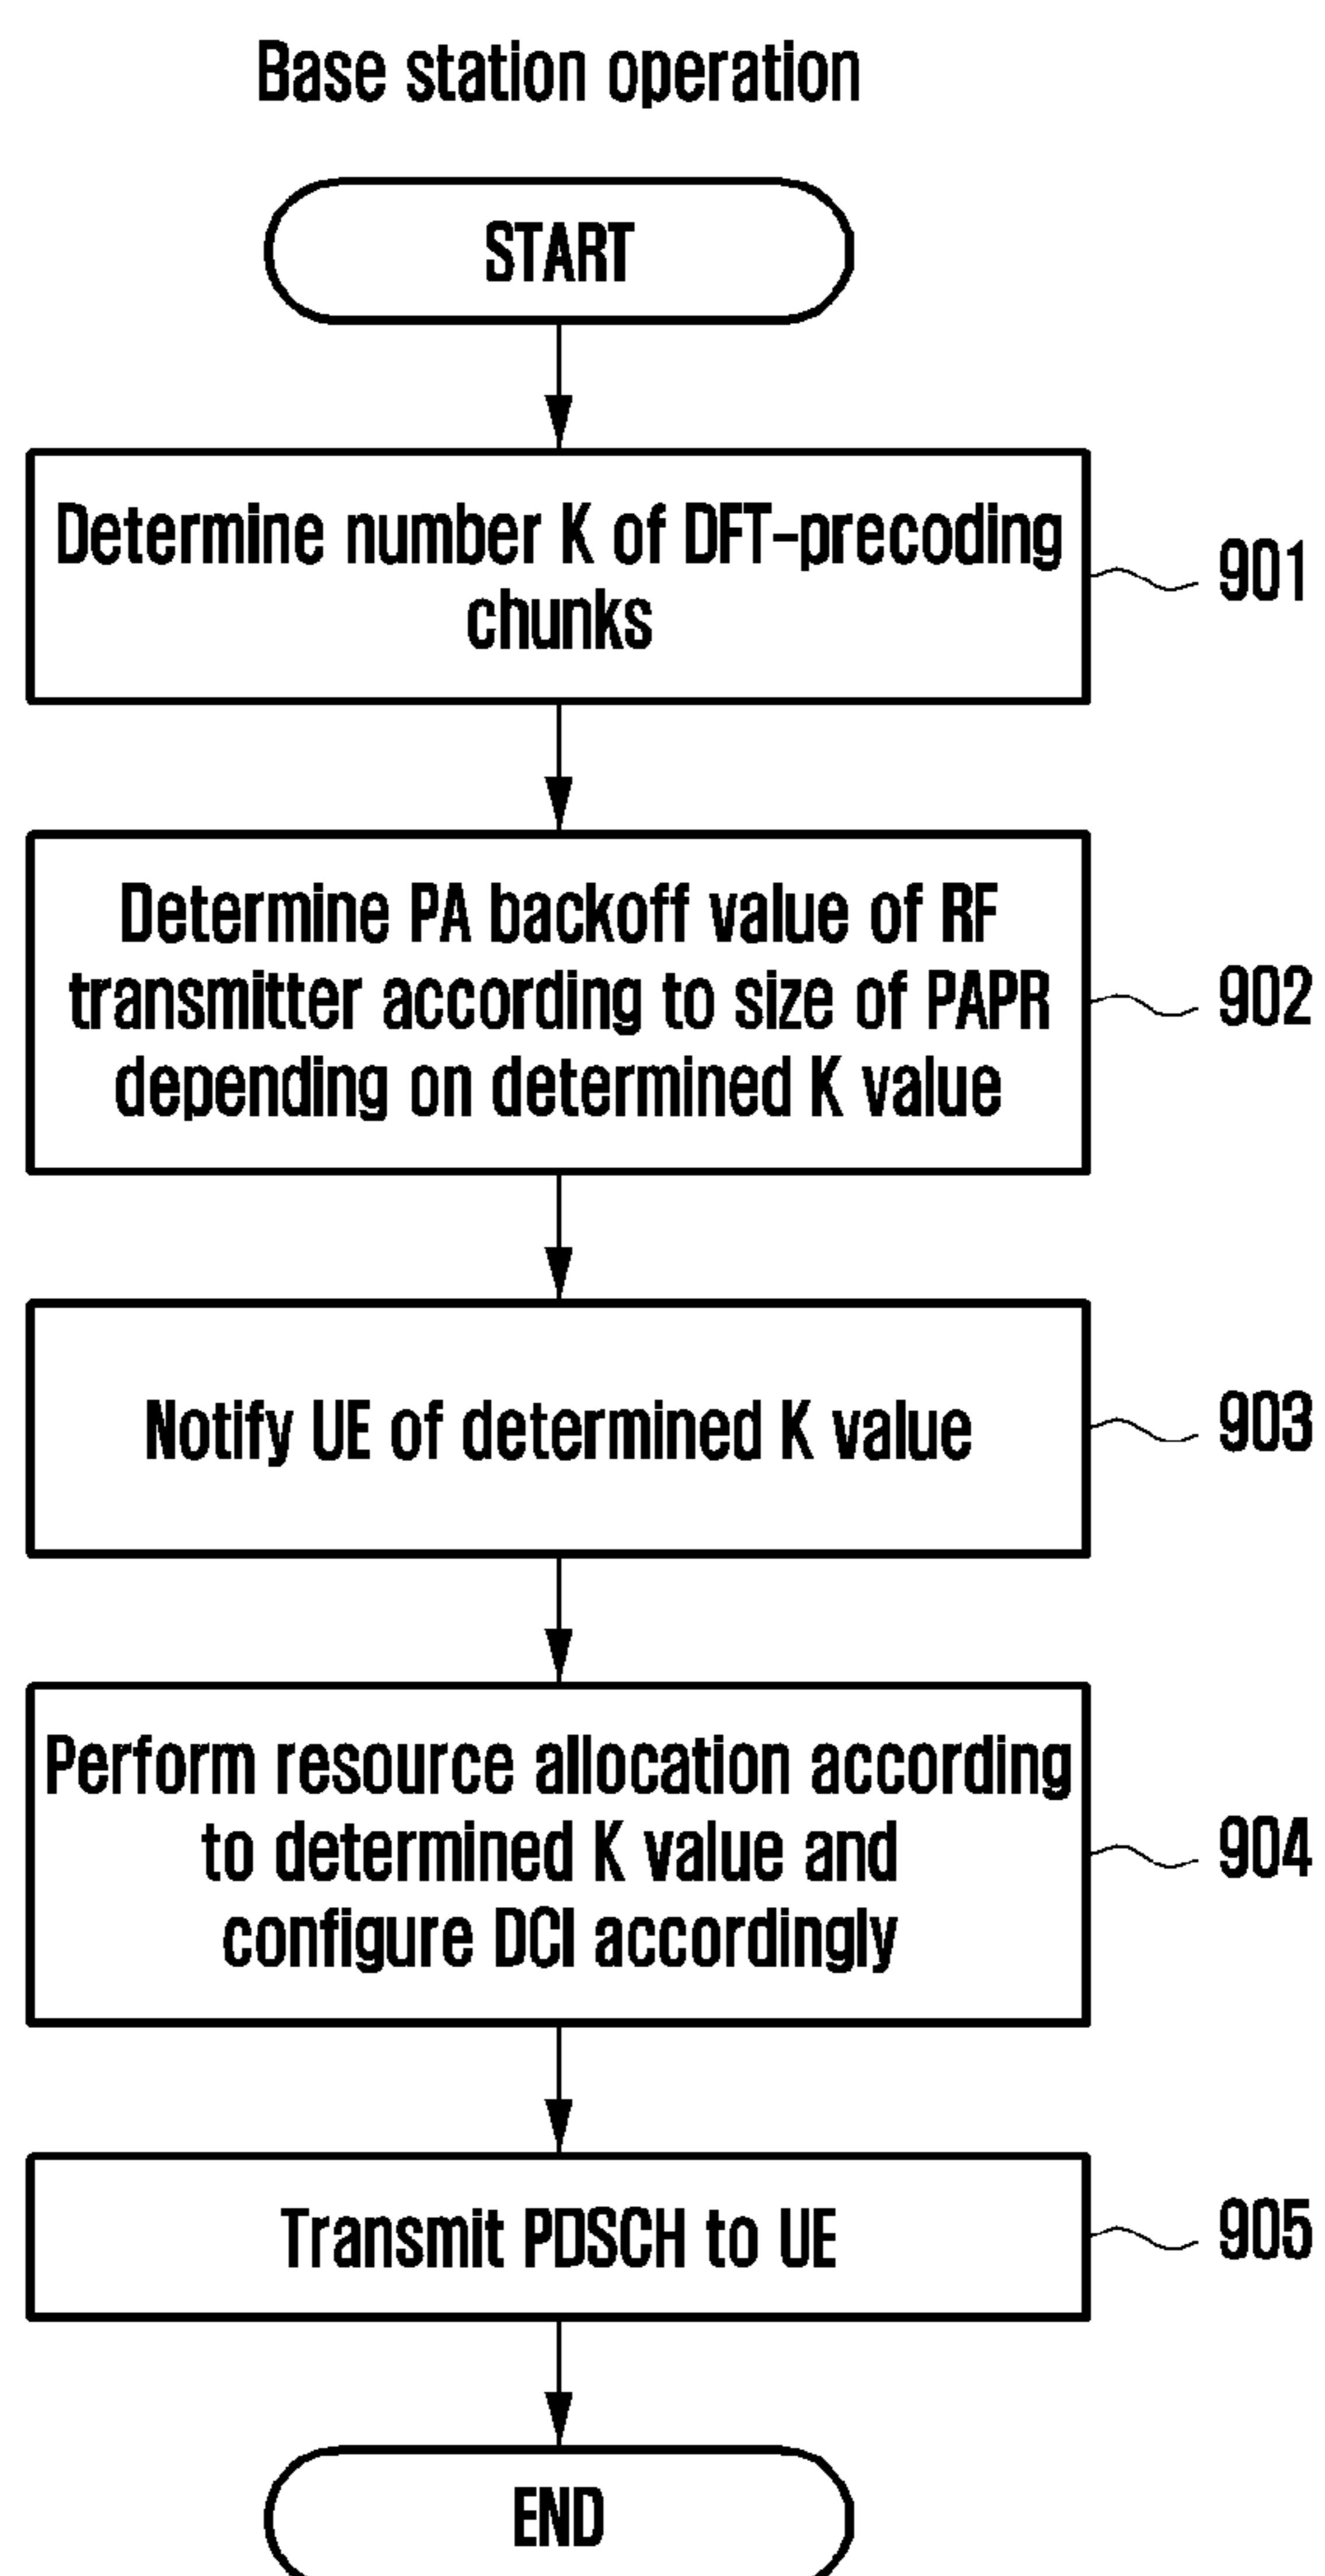 Base station operation
START
Determine number K of DFT-precoding
chunks
901
Determine PA backoff value of RF
transmitter according to size of PAPR
depending on determined K value
902
Notify UE of determined K value
903
Perform resource allocation according
to determined K value and
configure DCI accordingly
904
Transmit PDSCH to UE
905
END